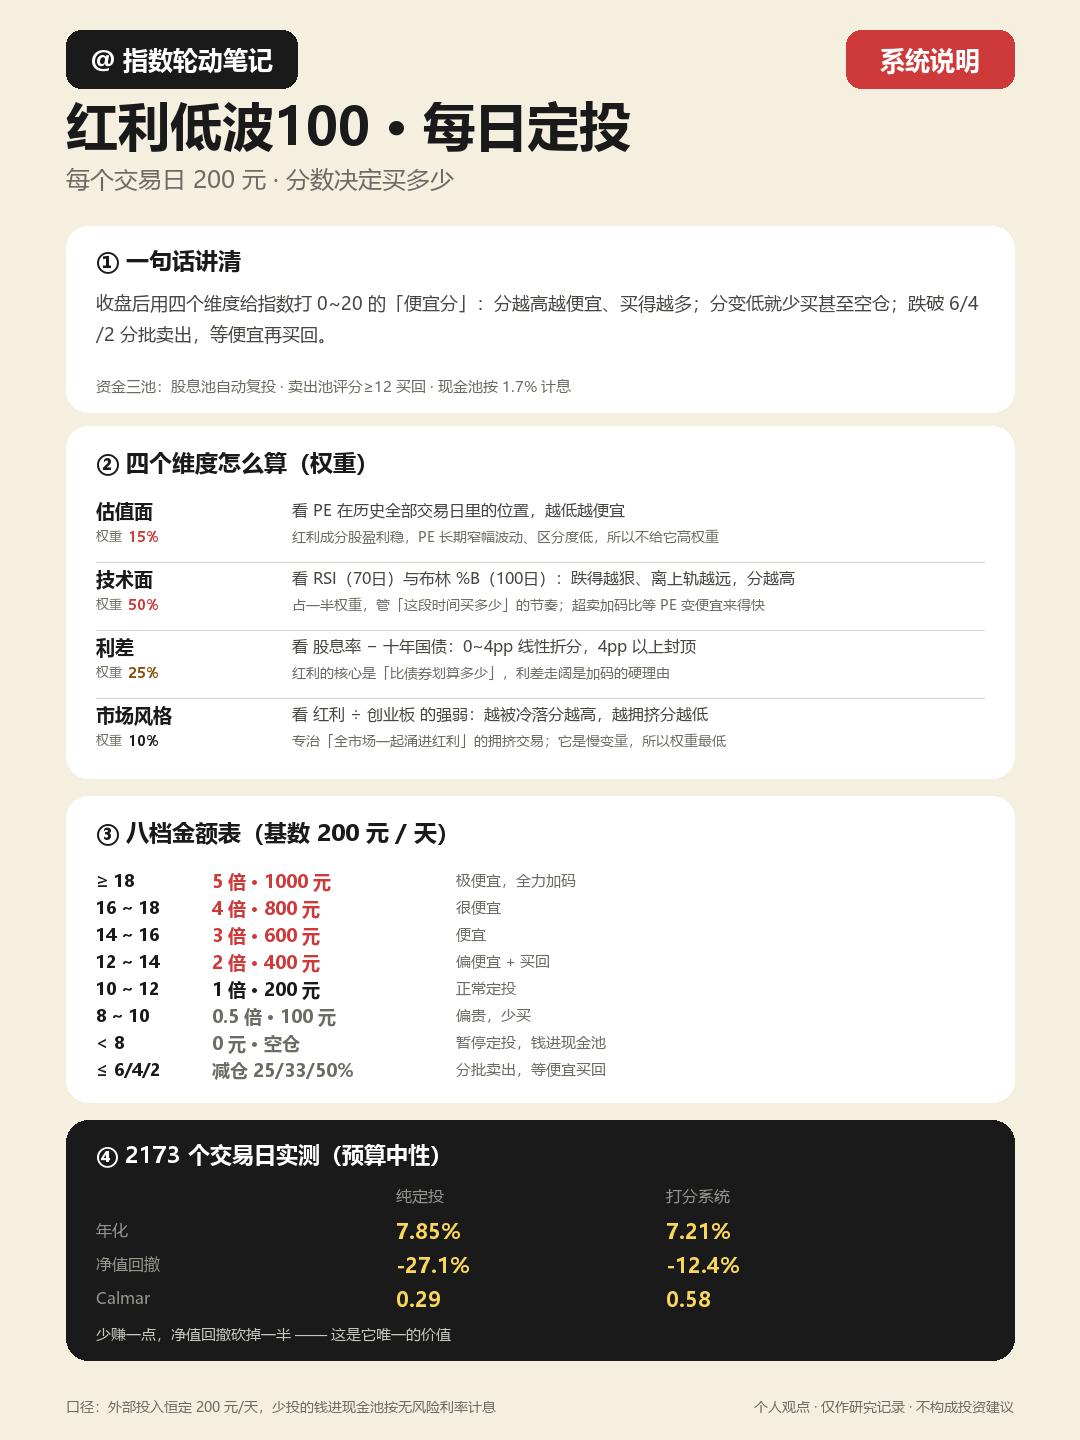 @ 指数轮动笔记
系统说明
红利低波100 • 每日定投
每个交易日 200 元 · 分数决定买多少
① 一句话讲清
收盘后用四个维度给指数打 0~20 的「便宜分」：分越高越便宜、买得越多；分变低就少买甚至空仓；跌破 6/4
/2 分批卖出，等便宜再买回。
资金三池：股息池自动复投 · 卖出池评分≥12 买回 · 现金池按 1.7% 计息
② 四个维度怎么算（权重）
估值面
看 PE 在历史全部交易日里的位置，越低越便宜
权重 15%
红利成分股盈利稳，PE 长期窄幅波动、区分度低，所以不给它高权重
技术面
看 RSI（70日）与布林 %B（100日）：跌得越狠、离上轨越远，分越高
权重 50%
占一半权重，管「这段时间买多少」的节奏；超卖加码比等 PE 变便宜来得快
利差
看 股息率 − 十年国债：0~4pp 线性折分，4pp 以上封顶
权重 25%
红利的核心是「比债券划算多少」，利差走阔是加码的硬理由
市场风格
看 红利 ÷ 创业板 的强弱：越被冷落分越高，越拥挤分越低
权重 10%
专治「全市场一起涌进红利」的拥挤交易；它是慢变量，所以权重最低
③ 八档金额表（基数 200 元 / 天）
≥ 18 5 倍 • 1000 元 极便宜，全力加码
16 ~ 18 4 倍 • 800 元 很便宜
14 ~ 16 3 倍 • 600 元 便宜
12 ~ 14 2 倍 • 400 元 偏便宜 + 买回
10 ~ 12 1 倍 • 200 元 正常定投
8 ~ 10 0.5 倍 • 100 元 偏贵，少买
< 8 0 元 • 空仓 暂停定投，钱进现金池
≤ 6/4/2 减仓 25/33/50% 分批卖出，等便宜买回
④ 2173 个交易日实测（预算中性）
纯定投 打分系统
年化 7.85% 7.21%
净值回撤 -27.1% -12.4%
Calmar 0.29 0.58
少赚一点，净值回撤砍掉一半 —— 这是它唯一的价值
口径：外部投入恒定 200 元/天，少投的钱进现金池按无风险利率计息
个人观点 · 仅作研究记录 · 不构成投资建议